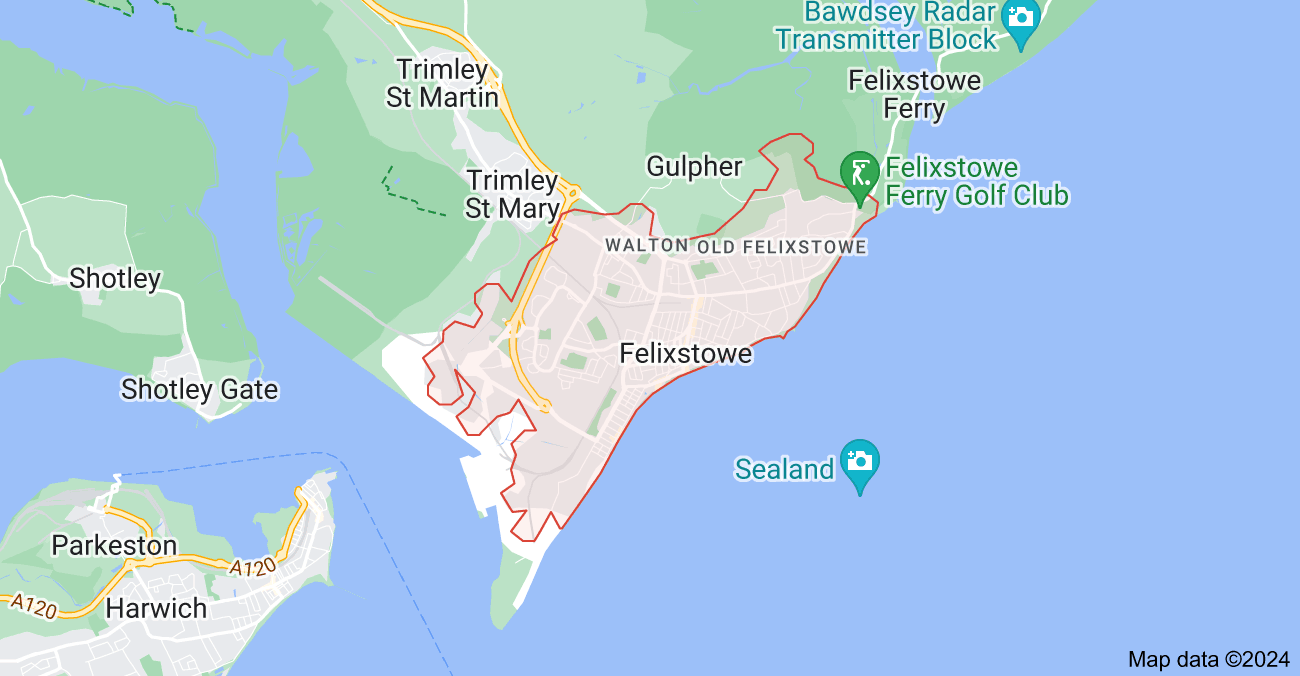 Bawdsey Radar
Transmitter Block
Trimley
St Martin
Felixstowe
Ferry
Gulpher
Felixstowe
Ferry Golf Club
Trimley
St Mary
WALTON
OLD FELIXSTOWE
Shotley
Felixstowe
Shotley Gate
Sealand
Parkeston
A120
A120
Harwich
Map data ©2024